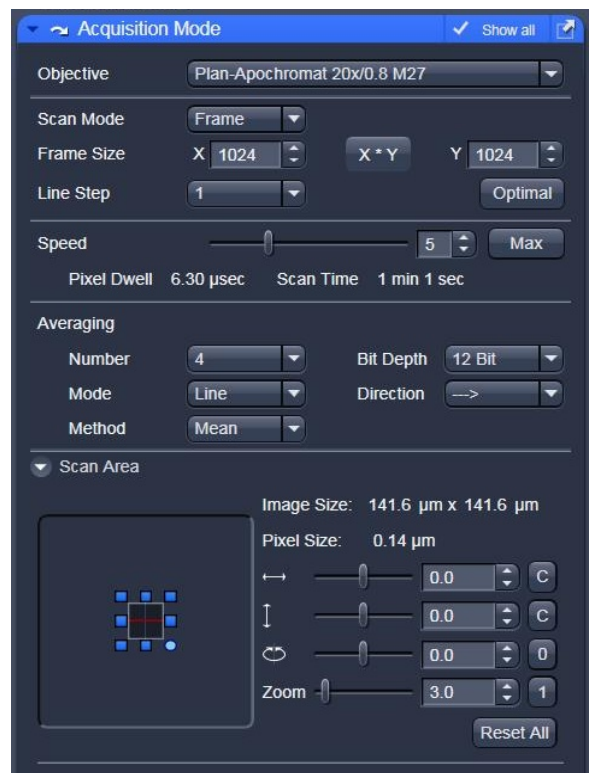 Acquisition Mode Show all
Objective Plan-Apochromat 20x/0.8 M27
Scan Mode Frame
Frame Size X 1024 X * Y Y 1024
Line Step 1 Optimal
Speed 5 Max
Pixel Dwell 6.30 µsec Scan Time 1 min 1 sec
Averaging
Number 4 Bit Depth 12 Bit
Mode Line Direction --->
Method Mean
Scan Area
Image Size: 141.6 µm x 141.6 µm
Pixel Size: 0.14 µm
0.0 C
0.0 C
0.0 0
Zoom 3.0 1
Reset All